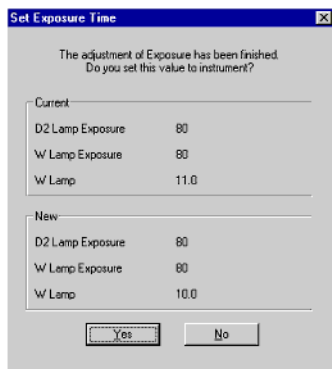 Set Exposure Time
The adjustment of Exposure has been finished.
Do you set this value to instrument?
Current
D2 Lamp Exposure 80
W Lamp Exposure 80
W Lamp 11.0
New
D2 Lamp Exposure 80
W Lamp Exposure 80
W Lamp 10.0
Yes No